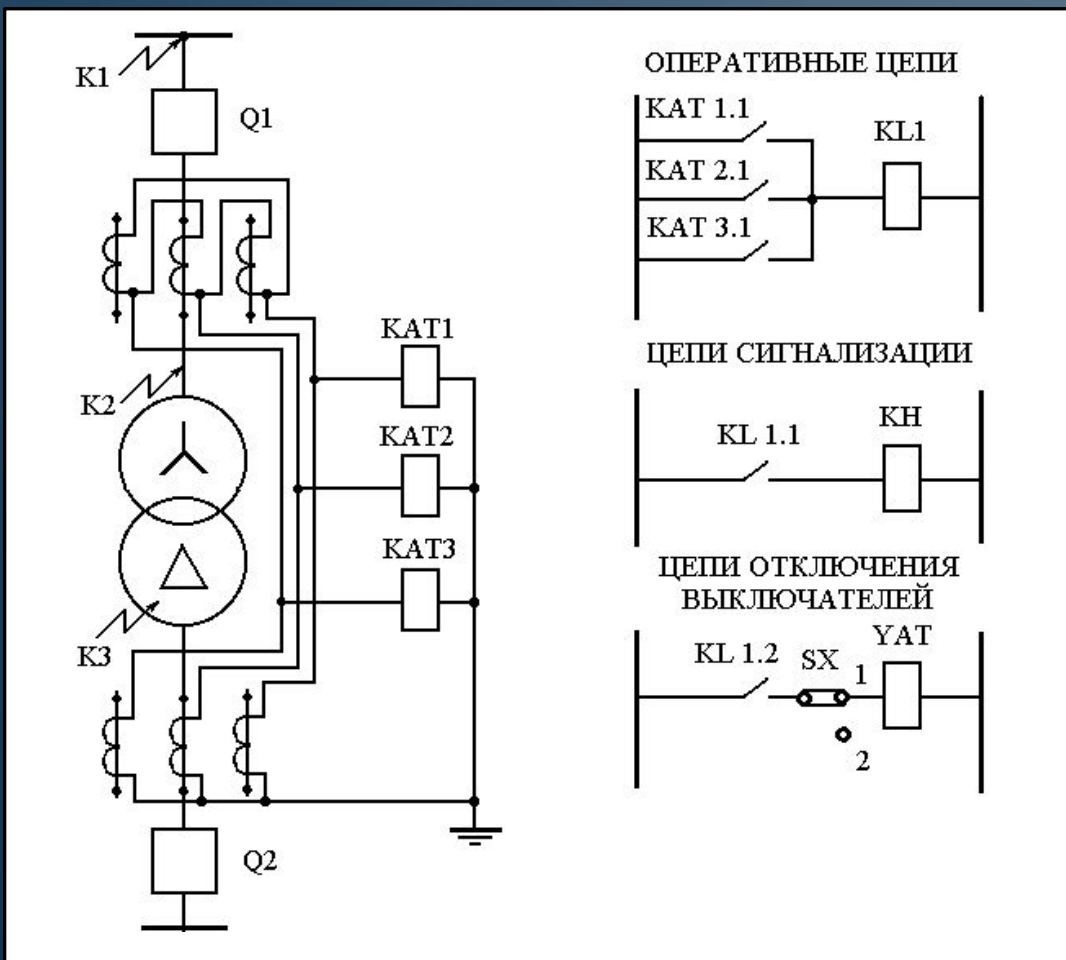 K1
Q1
K2
KAT1
KAT2
KAT3
K3
Q2
ОПЕРАТИВНЫЕ ЦЕПИ
KAT 1.1
KL1
KAT 2.1
KAT 3.1
ЦЕПИ СИГНАЛИЗАЦИИ
KL 1.1
KH
ЦЕПИ ОТКЛЮЧЕНИЯ
ВЫКЛЮЧАТЕЛЕЙ
KL 1.2
SX
1
YAT
2